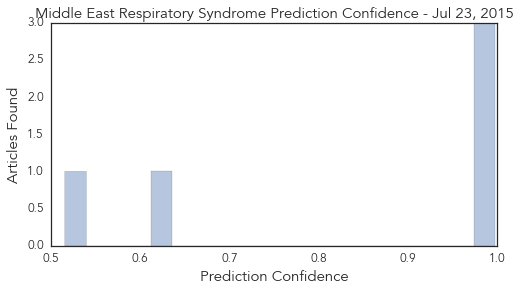 Middle East Respiratory Syndrome Prediction Confidence - Jul 23, 2015
3.0
2.5
2.0
1.5
1.0
0.5
0.0
Articles Found
0.5 0.6 0.7 0.8 0.9 1.0
Prediction Confidence